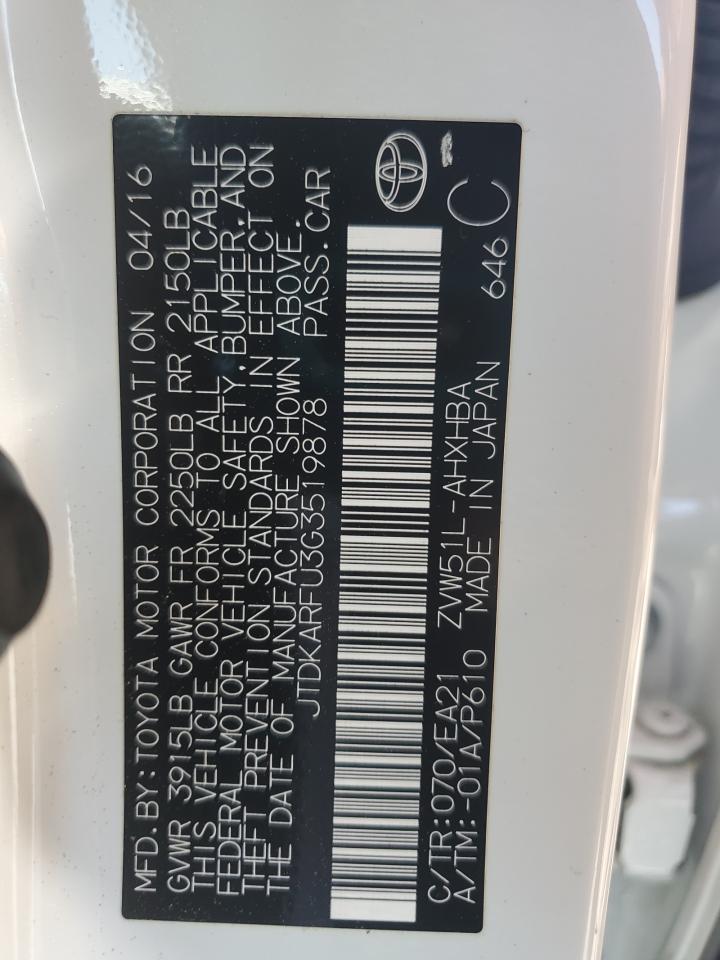 MFD.BY:TOYOTA MOTOR CORPORATION 04/16
GVWR 3915LB GAWR FR 2250LB RR 2150LB
THIS VEHICLE CONFORMS TO ALL APPLICABLE
FEDERAL MOTOR VEHICLE SAFETY,BUMPER,AND
THEFT PREVENTION STANDARDS IN EFFECT ON
THE DATE OF MANUFACTURE SHOWN ABOVE.
JTDKARFU3G3519878 PASS.CAR
C/TR:070/EA21 ZVW51L-AHXHBA
A/TM:-01A/P610 MADE IN JAPAN 646 C